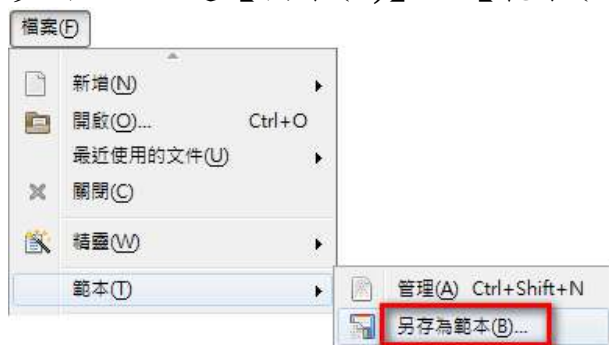 檔案(F)
新增(N)
開啟(O)... Ctrl+O
最近使用的文件(U)
關閉(C)
精靈(W)
範本(T)
管理(A) Ctrl+Shift+N
另存為範本(B)...